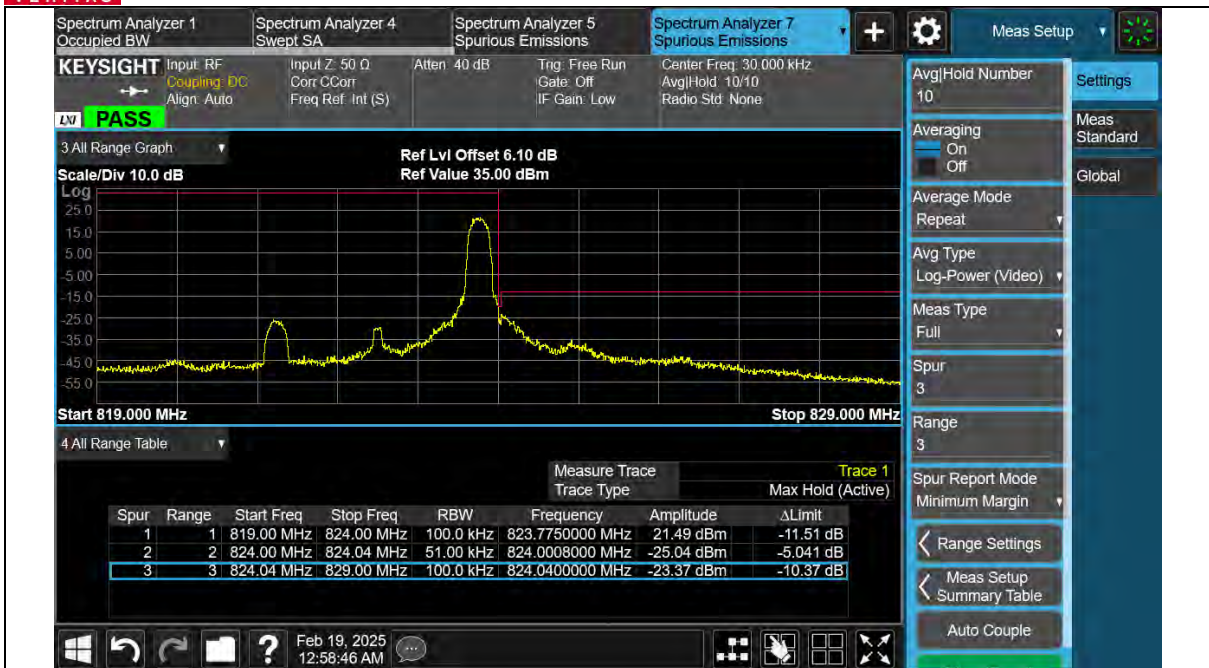 Spectrum Analyzer 1
Occupied BW
Spectrum Analyzer 4
Swept SA
Spectrum Analyzer 5
Spurious Emissions
Spectrum Analyzer 7
Spurious Emissions
+
Meas Setup
KEYSIGHT
Input: RF
Coupling: DC
Align: Auto
Input Z: 50 Ω
Corr CCorr
Freq Ref: Int (S)
Atten: 40 dB
Trig: Free Run
Gate: Off
IF Gain: Low
Center Freq: 30.000 kHz
Avg|Hold: 10/10
Radio Std: None
LXI
PASS
3 All Range Graph
Scale/Div 10.0 dB
Ref Lvl Offset 6.10 dB
Ref Value 35.00 dBm
Log
25.0
15.0
5.00
-5.00
-15.0
-25.0
-35.0
-45.0
-55.0
Start 819.000 MHz
Stop 829.000 MHz
4 All Range Table
Measure Trace Trace 1
Trace Type Max Hold (Active)
Spur Range Start Freq Stop Freq RBW Frequency Amplitude ΔLimit
1 1 819.00 MHz 824.00 MHz 100.0 kHz 823.7750000 MHz 21.49 dBm -11.51 dB
2 2 824.00 MHz 824.04 MHz 51.00 kHz 824.0008000 MHz -25.04 dBm -5.041 dB
3 3 824.04 MHz 829.00 MHz 100.0 kHz 824.0400000 MHz -23.37 dBm -10.37 dB
?
Feb 19, 2025
12:58:46 AM
Avg|Hold Number
10
Averaging
On
Off
Average Mode
Repeat
Avg Type
Log-Power (Video)
Meas Type
Full
Spur
3
Range
3
Spur Report Mode
Minimum Margin
Range Settings
Meas Setup
Summary Table
Auto Couple
Settings
Meas
Standard
Global